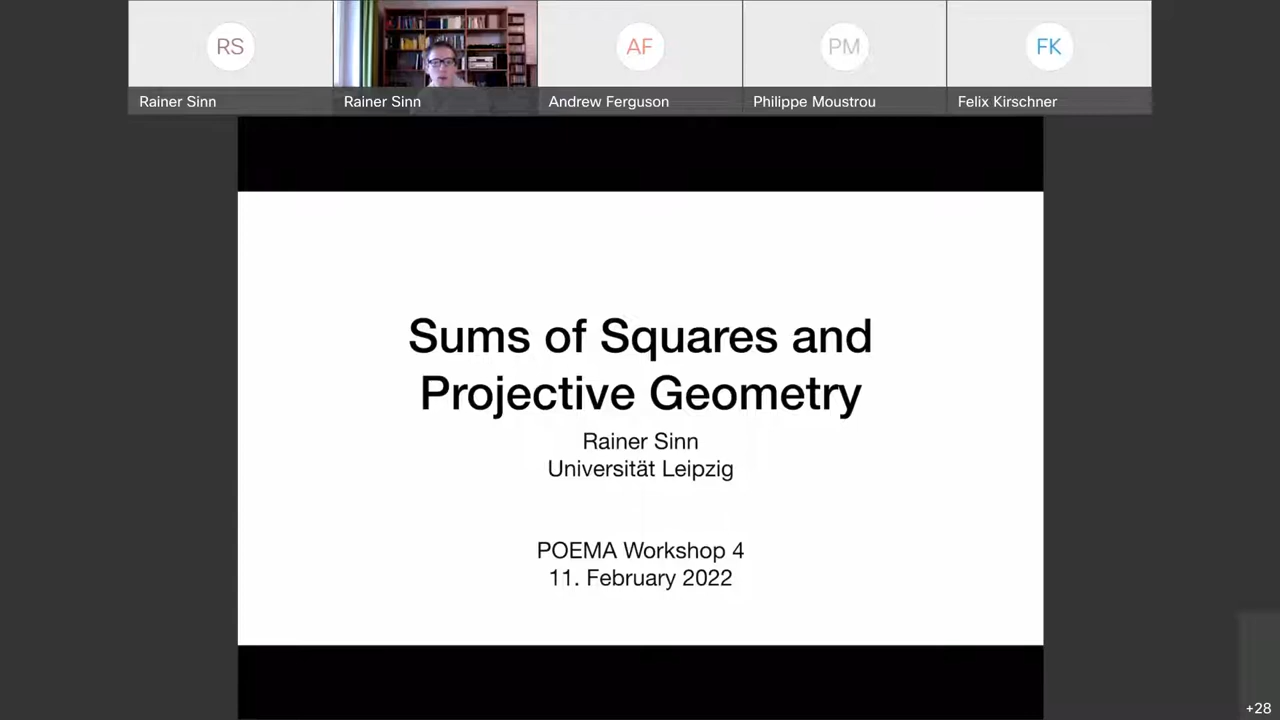 RS
AF
PM
FK
Rainer Sinn
Rainer Sinn
Andrew Ferguson
Philippe Moustrou
Felix Kirschner
Sums of Squares and
Projective Geometry
Rainer Sinn
Universität Leipzig
POEMA Workshop 4
11. February 2022
+28